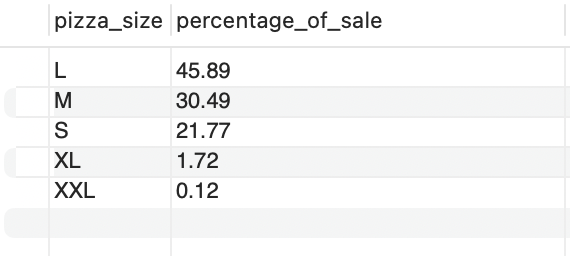 pizza_size percentage_of_sale
L 45.89
M 30.49
S 21.77
XL 1.72
XXL 0.12